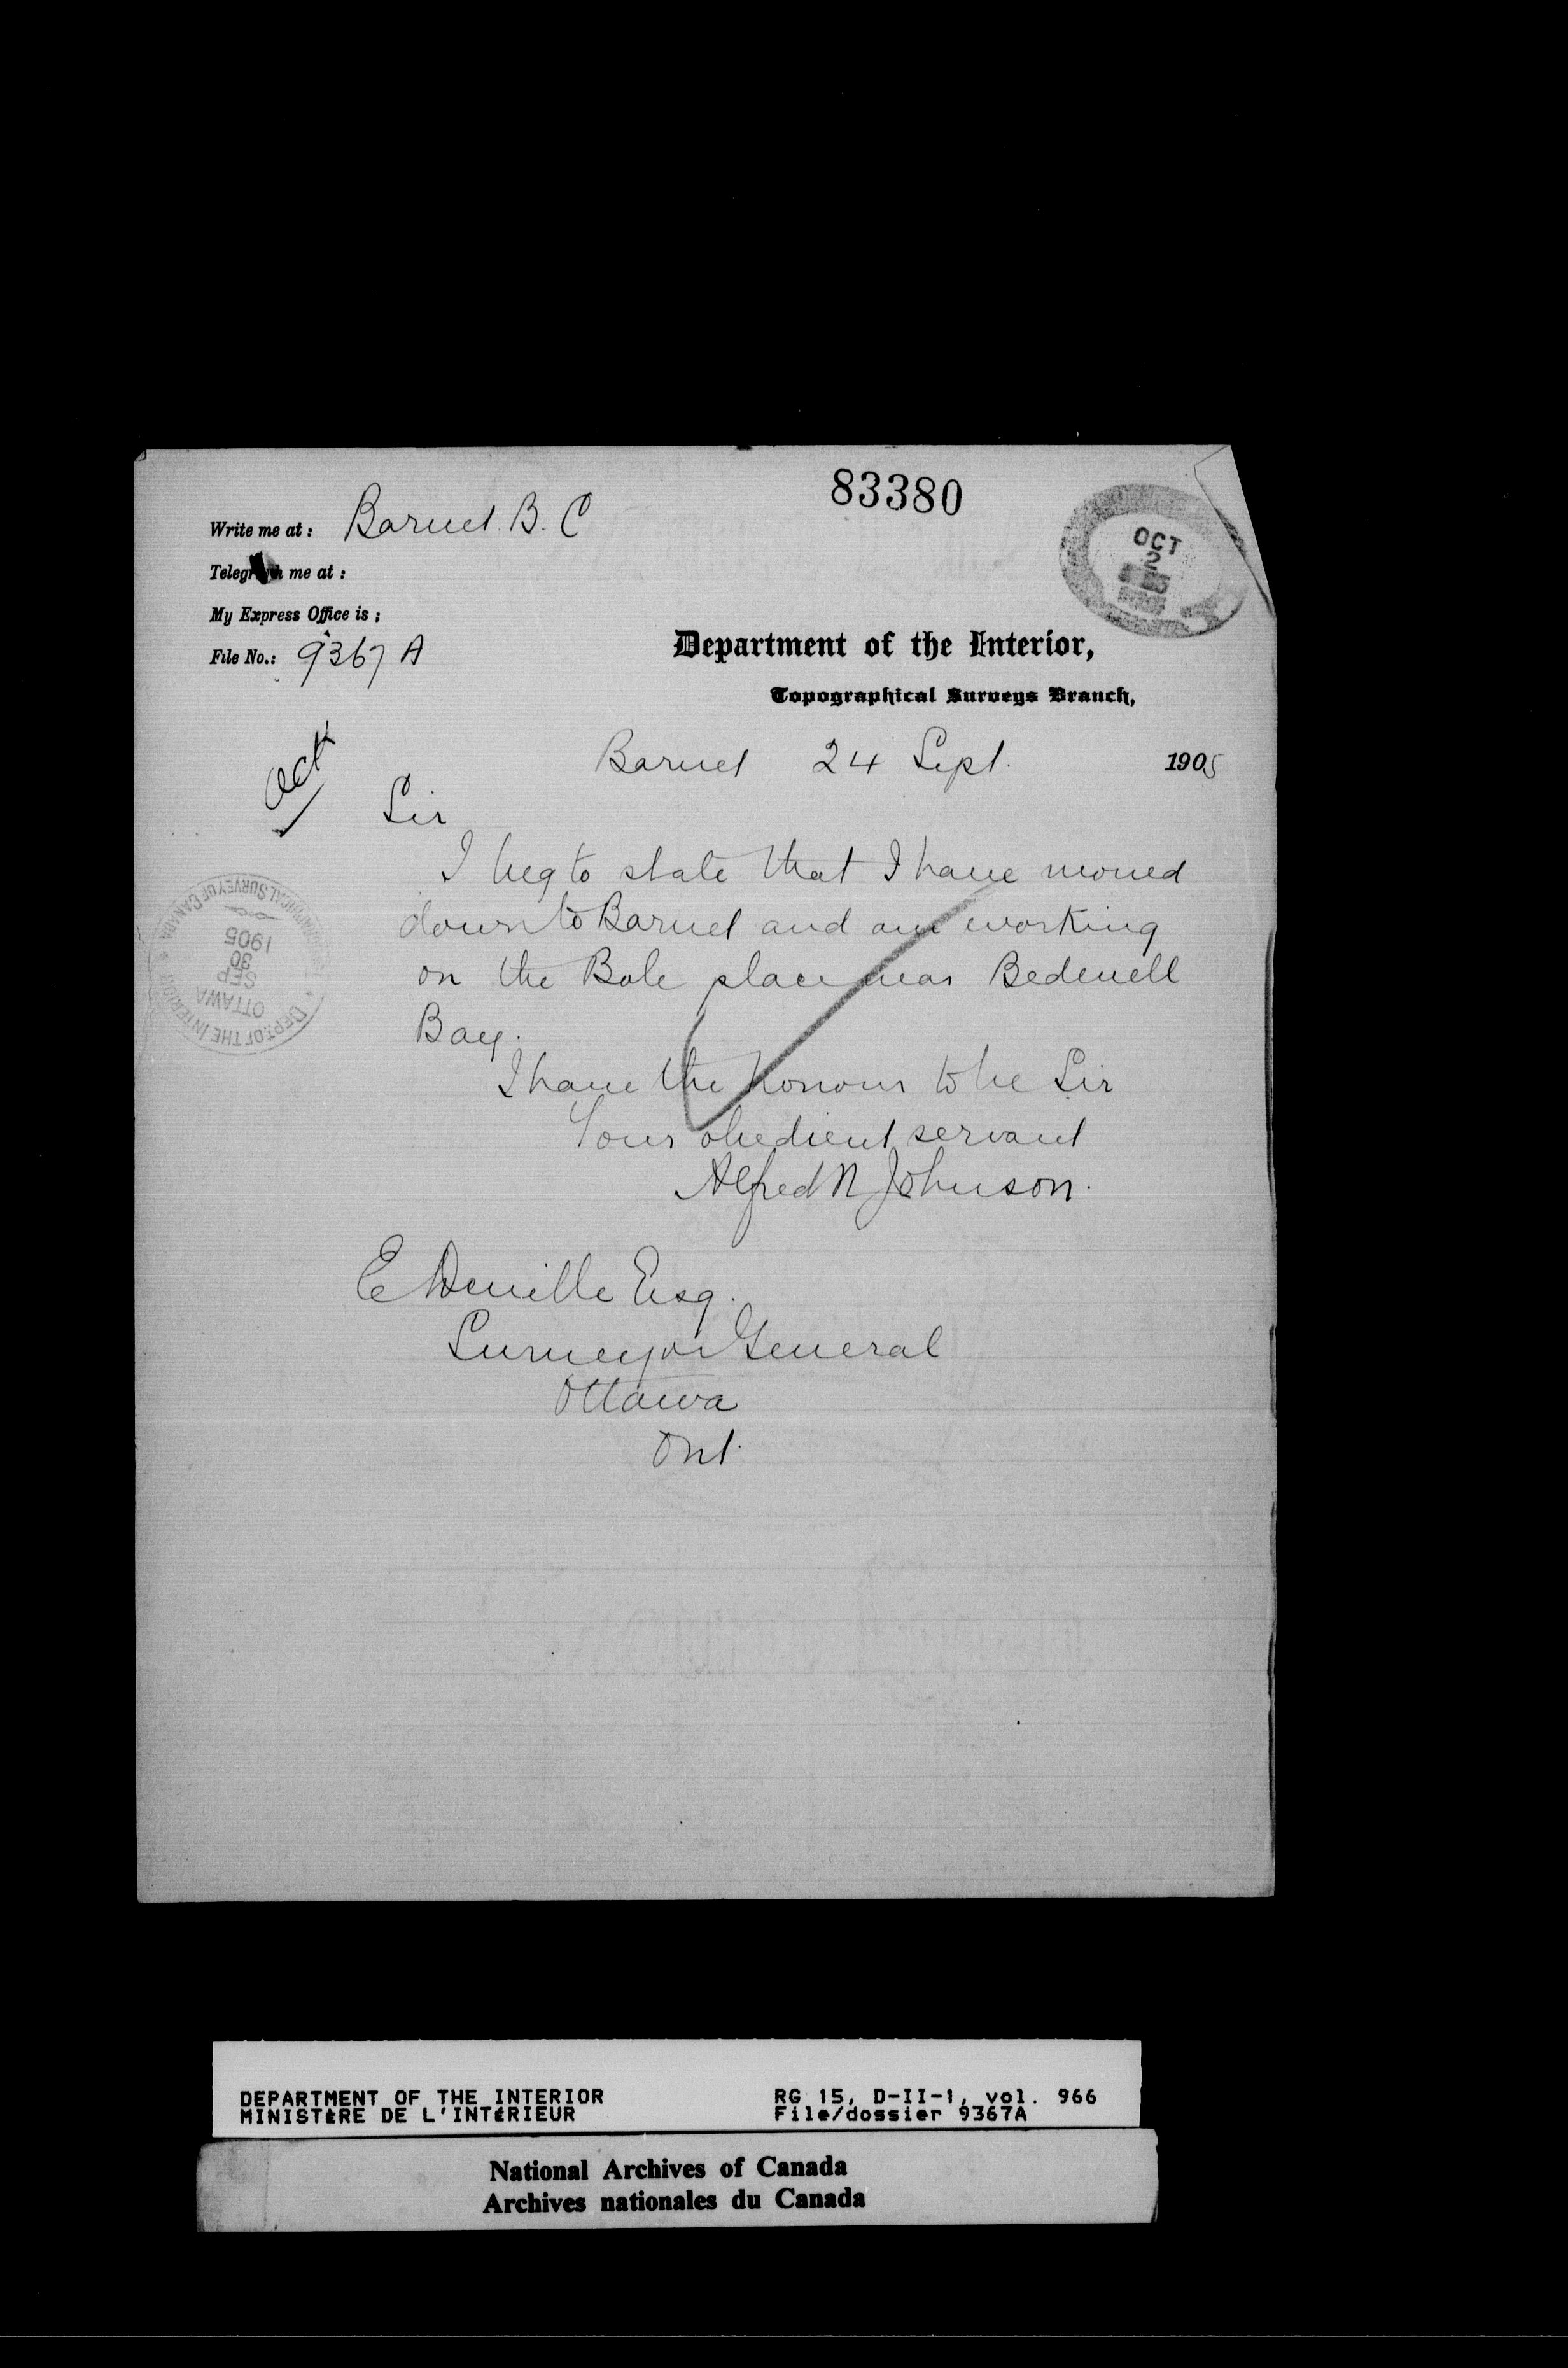 83380
Write me at: Barnet. B. C
Telegraph me at:
My Express Office is;
File No.: 9367 A
OCT
2
Department of the Interior,
Topographical Surveys Branch,
Barnet 24 Sept. 1905
Sir
I beg to state that I have moved
down to Barnet and am working
on the Bole place near Bedwell
Bay.
I have the honour to be Sir
Your obedient servant
Alfred N Johnson.
E Deville Esq.
Surveyor General
Ottawa
Ont.
TOPOGRAPHICAL SURVEY OF CANADA
1905
30
SEP
OTTAWA
DEPT. OF THE INTERIOR
DEPARTMENT OF THE INTERIOR
MINISTÈRE DE L'INTÉRIEUR
RG 15, D-II-1, vol. 966
File/dossier 9367A
National Archives of Canada
Archives nationales du Canada